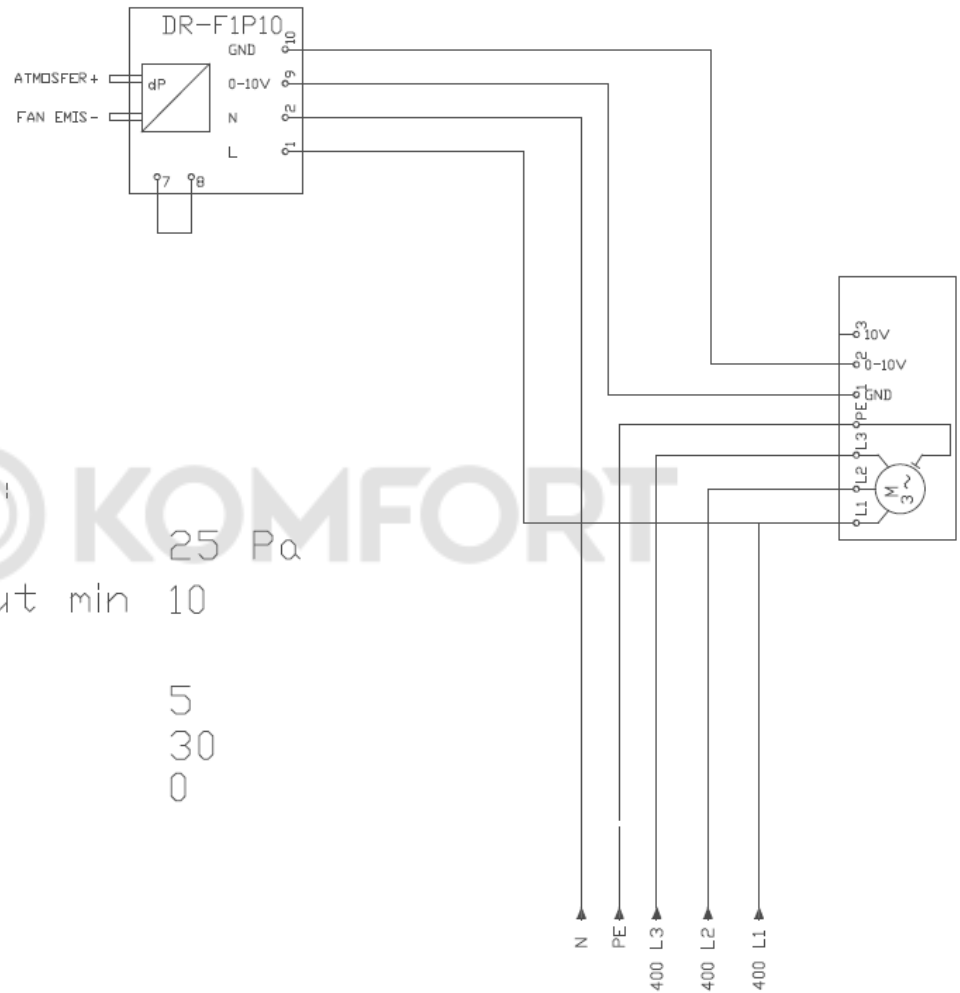 DR-F1P10
GND 10
ATMOSFER+ dP 0-10V 9
FAN EMIS- N 2
L 1
7 8
3 10V
2 0-10V
1 GND
PE
L3
L2
L1
M 3~
KOMFORT
25 Pa
min 10
5
30
0
N
PE
400 L3
400 L2
400 L1